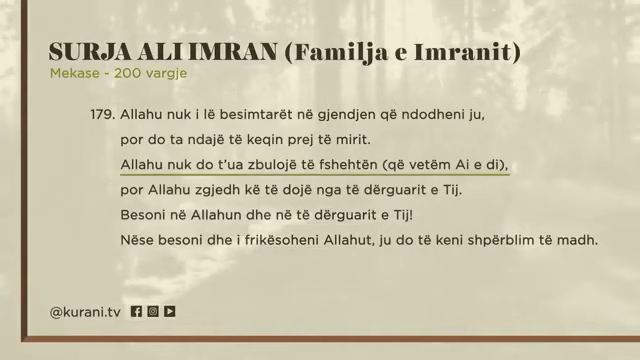 SURJA ALI IMRAN (Familja e Imranit)
Mekase - 200 vargje
179. Allahu nuk i lë besimtarët në gjendjen që ndodheni ju,
por do ta ndajë të keqin prej të mirit.
Allahu nuk do t'ua zbulojë të fshehtën (që vetëm Ai e di),
por Allahu zgjedh kë të dojë nga të dërguarit e Tij.
Besoni në Allahun dhe në të dërguarit e Tij!
Nëse besoni dhe i frikësoheni Allahut, ju do të keni shpërblim të madh.
@kurani.tv